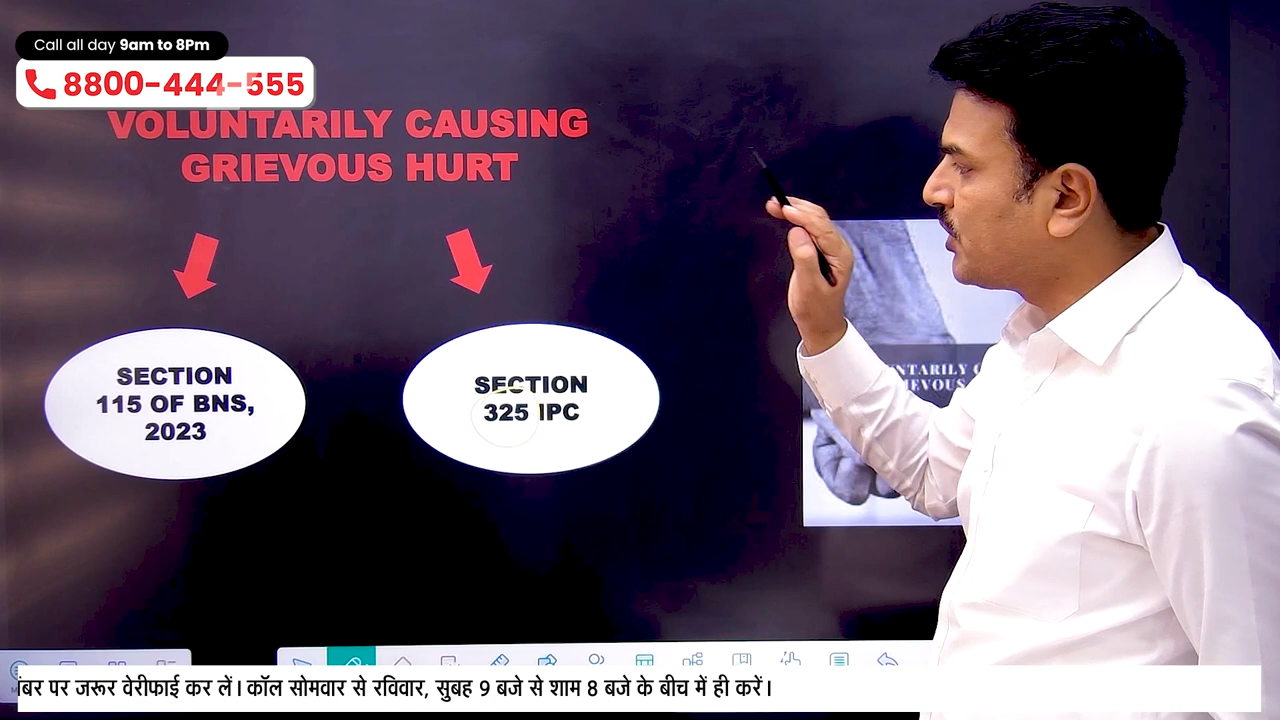 Call all day 9am to 8Pm
8800-444-555
VOLUNTARILY CAUSING
GRIEVOUS HURT
SECTION
115 OF BNS,
2023
SECTION
325 IPC
पर जरूर वेरीफाई कर लें। कॉल सोमवार से रविवार, सुबह 9 बजे से शाम 8 बजे के बीच में ही करें।